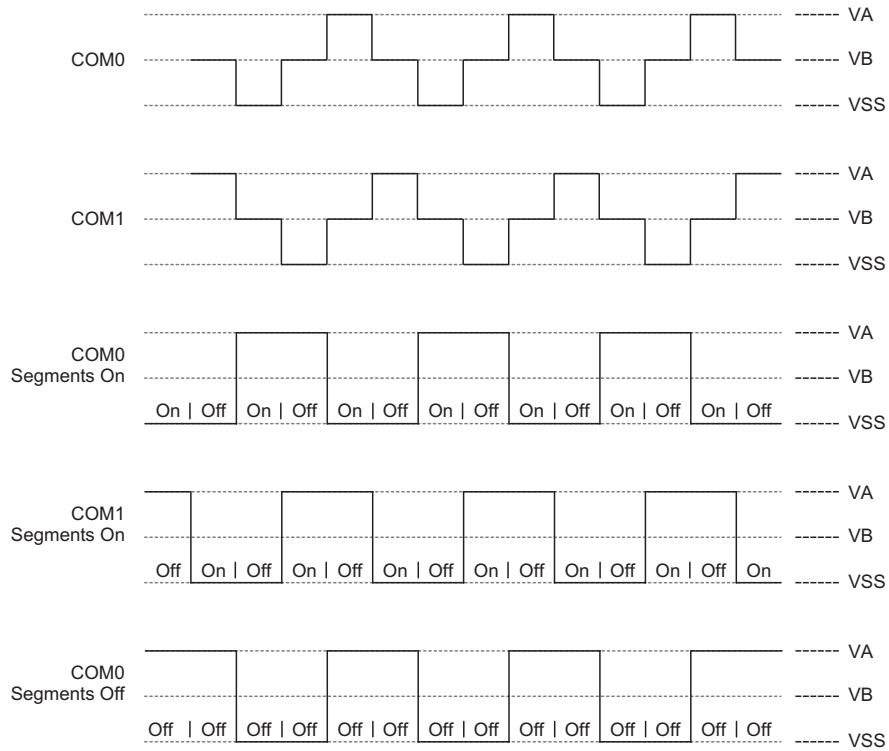 VA
COM0
VB
VSS
VA
COM1
VB
VSS
VA
COM0
Segments On
VB
On | Off | On | Off | On | Off | On | Off | On | Off | On | Off | On | Off
VSS
VA
COM1
Segments On
VB
Off | On | Off | On | Off | On | Off | On | Off | On | Off | On | Off | On
VSS
VA
COM0
Segments Off
VB
Off | Off | Off | Off | Off | Off | Off | Off | Off | Off | Off | Off | Off | Off
VSS